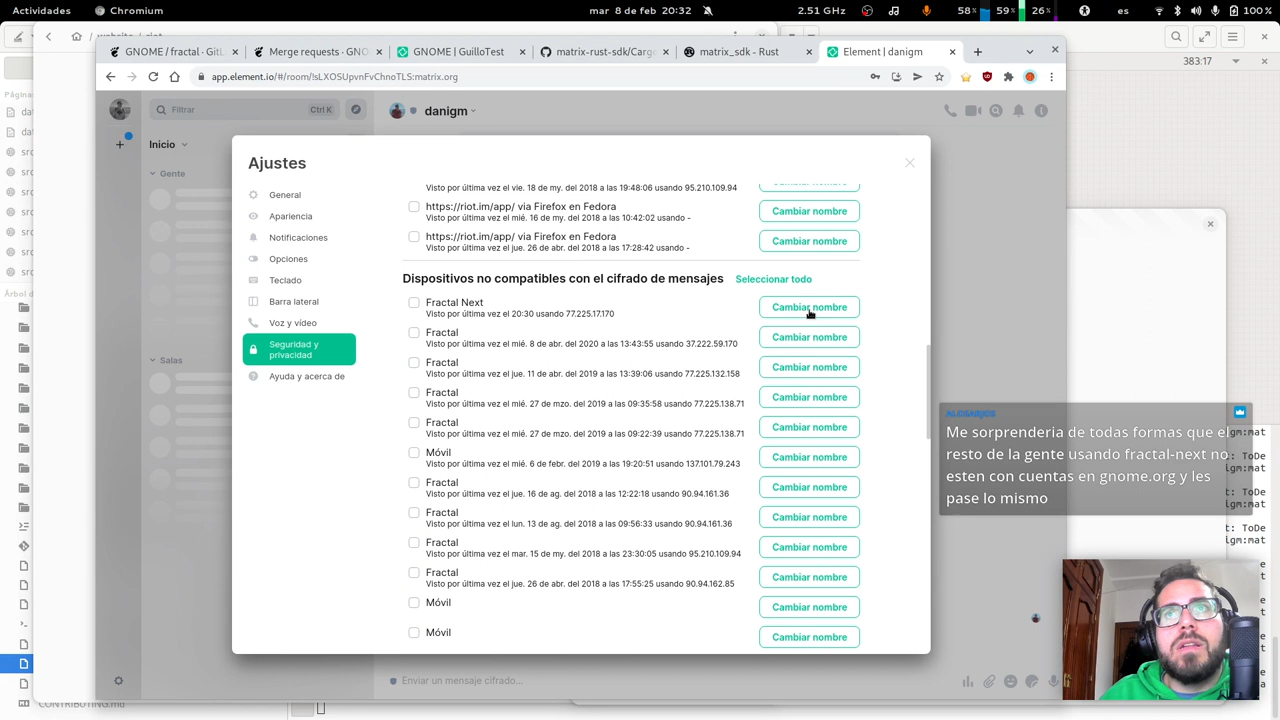 Actividades
Chromium
mar 8 de feb 20:32
2.51 GHz
58%
59%
26%
es
100 %
GNOME / fractal · GitL
Merge requests · GNO
GNOME | GuilloTest
matrix-rust-sdk/Cargo
matrix_sdk - Rust
Element | danigm
app.element.io/#/room/!sLXOSUpvnFvChnoTLS:matrix.org
383:17
Filtrar
Ctrl K
danigm
Inicio
Gente
Salas
Ajustes
General
Apariencia
Notificaciones
Opciones
Teclado
Barra lateral
Voz y vídeo
Seguridad y
privacidad
Ayuda y acerca de
Visto por última vez el vie. 18 de my. del 2018 a las 19:48:06 usando 95.210.109.94
Cambiar nombre
https://riot.im/app/ via Firefox en Fedora
Visto por última vez el mié. 16 de my. del 2018 a las 10:42:02 usando -
Cambiar nombre
https://riot.im/app/ via Firefox en Fedora
Visto por última vez el jue. 26 de abr. del 2018 a las 17:28:42 usando -
Cambiar nombre
Dispositivos no compatibles con el cifrado de mensajes
Seleccionar todo
Fractal Next
Visto por última vez el 20:30 usando 77.225.17.170
Cambiar nombre
Fractal
Visto por última vez el mié. 8 de abr. del 2020 a las 13:43:55 usando 37.222.59.170
Cambiar nombre
Fractal
Visto por última vez el jue. 11 de abr. del 2019 a las 13:39:06 usando 77.225.132.158
Cambiar nombre
Fractal
Visto por última vez el mié. 27 de mzo. del 2019 a las 09:35:58 usando 77.225.138.71
Cambiar nombre
Fractal
Visto por última vez el mié. 27 de mzo. del 2019 a las 09:22:39 usando 77.225.138.71
Cambiar nombre
Móvil
Visto por última vez el mié. 6 de febr. del 2019 a las 19:20:51 usando 137.101.79.243
Cambiar nombre
Fractal
Visto por última vez el jue. 16 de ag. del 2018 a las 12:22:18 usando 90.94.161.36
Cambiar nombre
Fractal
Visto por última vez el lun. 13 de ag. del 2018 a las 09:56:33 usando 90.94.161.36
Cambiar nombre
Fractal
Visto por última vez el mar. 15 de my. del 2018 a las 23:30:05 usando 95.210.109.94
Cambiar nombre
Fractal
Visto por última vez el jue. 26 de abr. del 2018 a las 17:55:25 usando 90.94.162.85
Cambiar nombre
Móvil
Cambiar nombre
Móvil
Cambiar nombre
Enviar un mensaje cifrado...
Me sorprenderia de todas formas que el
resto de la gente usando fractal-next no
esten con cuentas en gnome.org y les
pase lo mismo
CONTRIBUTING.md